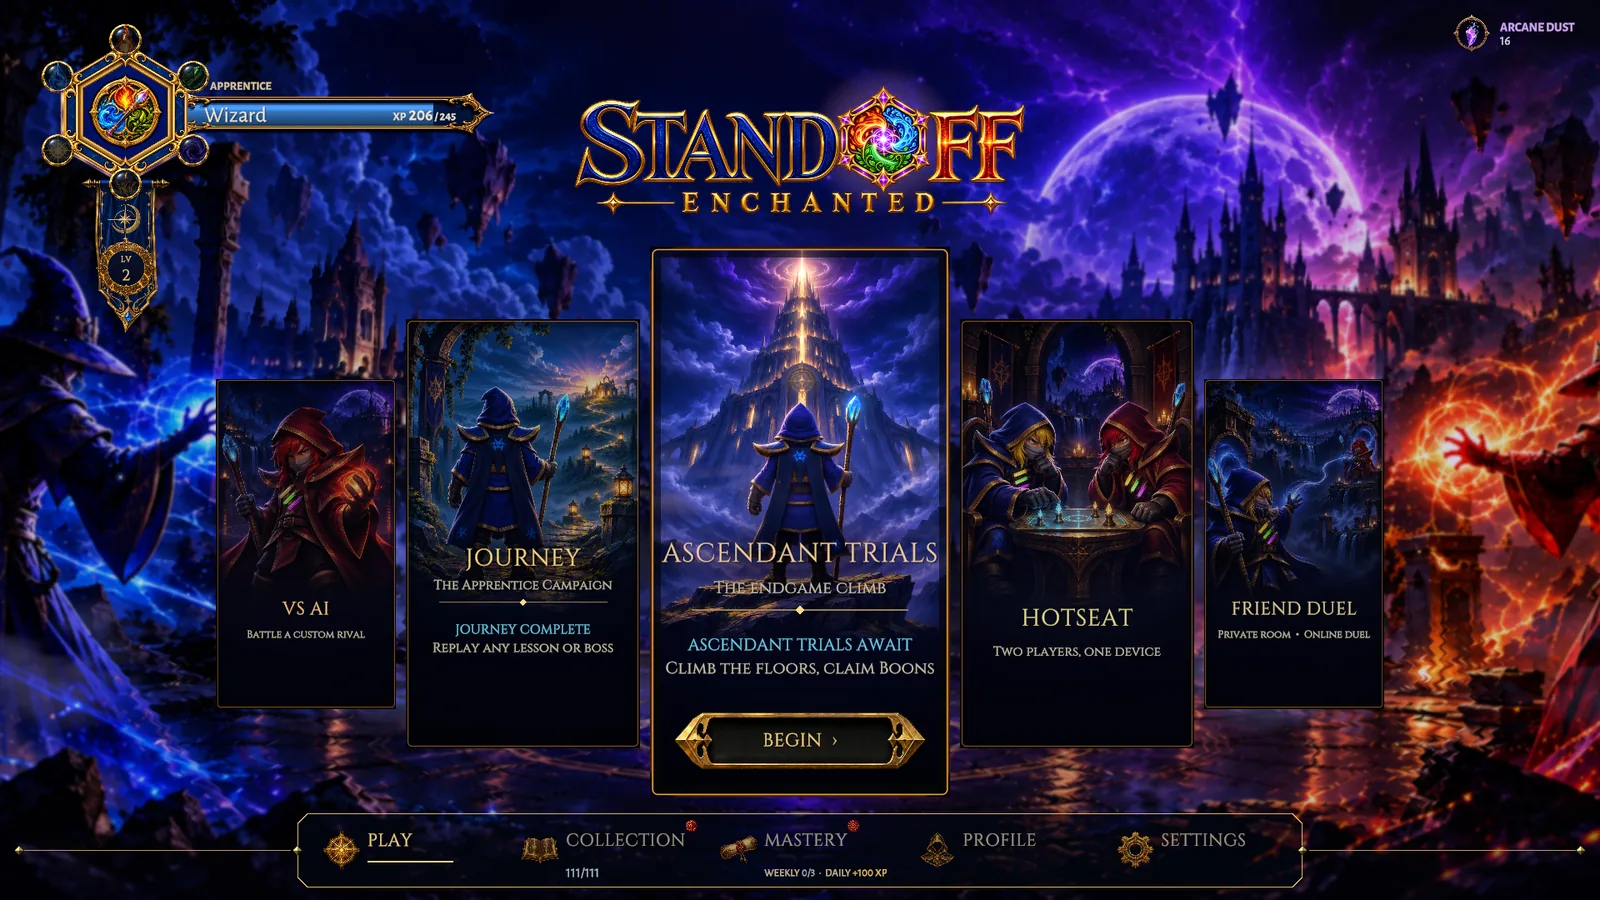 ARCANE DUST
16
APPRENTICE
Wizard
XP 206/245
LV
2
STANDOFF
ENCHANTED
VS AI
BATTLE A CUSTOM RIVAL
JOURNEY
THE APPRENTICE CAMPAIGN
JOURNEY COMPLETE
REPLAY ANY LESSON OR BOSS
ASCENDANT TRIALS
THE ENDGAME CLIMB
ASCENDANT TRIALS AWAIT
CLIMB THE FLOORS, CLAIM BOONS
BEGIN ›
HOTSEAT
TWO PLAYERS, ONE DEVICE
FRIEND DUEL
PRIVATE ROOM • ONLINE DUEL
PLAY
COLLECTION
111/111
MASTERY
WEEKLY 0/3 · DAILY +100 XP
PROFILE
SETTINGS